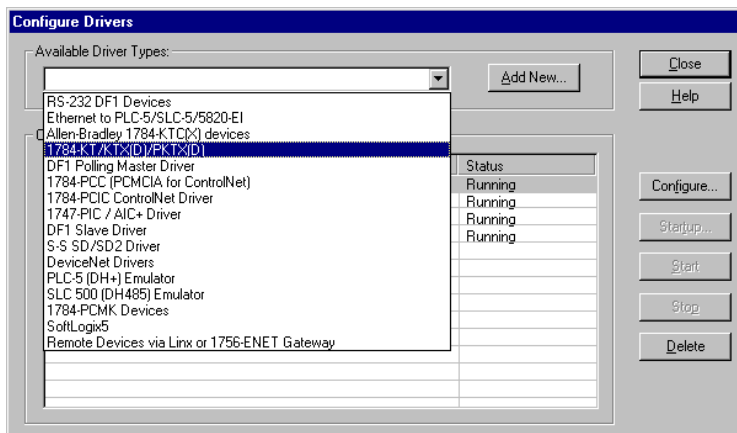 Configure Drivers
Available Driver Types:
Add New...
Close
Help
RS-232 DF1 Devices
Ethernet to PLC-5/SLC-5/5820-EI
Allen-Bradley 1784-KTC(X) devices
1784-KT/KTX(D)/PKTX(D)
DF1 Polling Master Driver
1784-PCC (PCMCIA for ControlNet)
1784-PCIC ControlNet Driver
1747-PIC / AIC+ Driver
DF1 Slave Driver
S-S SD/SD2 Driver
DeviceNet Drivers
PLC-5 (DH+) Emulator
SLC 500 (DH485) Emulator
1784-PCMK Devices
SoftLogix5
Remote Devices via Linx or 1756-ENET Gateway
Status
Running
Running
Running
Running
Configure...
Startup...
Start
Stop
Delete